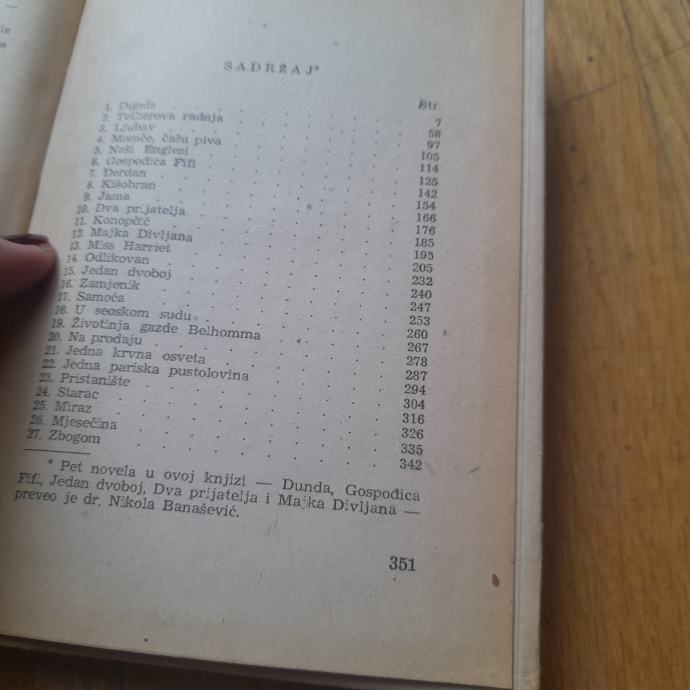 le
es
SADRŽAJ*
Str.
1. Dunda 7
2. Tellierova radnja 58
3. Ljubav 97
4. Momče, čašu piva 105
5. Naši Englezi 114
6. Gospođica Fifi 125
7. Đerdan 142
8. Kišobran 154
9. Jama 166
10. Dva prijatelja 176
11. Konopčić 185
12. Majka Divljana 195
13. Miss Harriet 205
14. Odlikovan 232
15. Jedan dvoboj 240
16. Zamjenik 247
17. Samoća 253
18. U seoskom sudu 260
19. Životinja gazde Belhomma 267
20. Na prodaju 278
21. Jedna krvna osveta 287
22. Jedna pariska pustolovina 294
23. Pristanište 304
24. Starac 316
25. Miraz 326
26. Mjesečina 335
27. Zbogom 342
* Pet novela u ovoj knjizi — Dunda, Gospođica
Fifi, Jedan dvoboj, Dva prijatelja i Majka Divljana —
preveo je dr. Nikola Banašević.
351